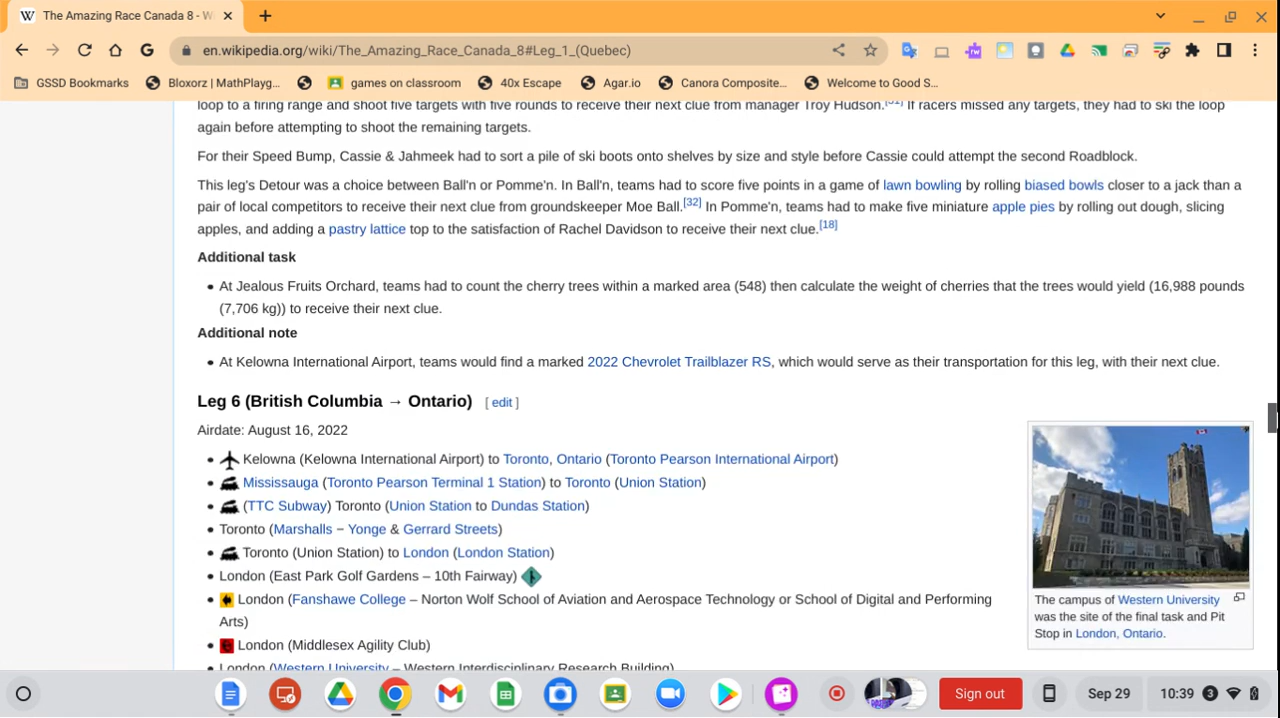 The Amazing Race Canada 8 - W
en.wikipedia.org/wiki/The_Amazing_Race_Canada_8#Leg_1_(Quebec)
GSSD Bookmarks Bloxorz | MathPlayg... games on classroom 40x Escape Agar.io Canora Composite... Welcome to Good S...
loop to a firing range and shoot five targets with five rounds to receive their next clue from manager Troy Hudson.[31] If racers missed any targets, they had to ski the loop
again before attempting to shoot the remaining targets.
For their Speed Bump, Cassie & Jahmeek had to sort a pile of ski boots onto shelves by size and style before Cassie could attempt the second Roadblock.
This leg's Detour was a choice between Ball'n or Pomme'n. In Ball'n, teams had to score five points in a game of lawn bowling by rolling biased bowls closer to a jack than a
pair of local competitors to receive their next clue from groundskeeper Moe Ball.[32] In Pomme'n, teams had to make five miniature apple pies by rolling out dough, slicing
apples, and adding a pastry lattice top to the satisfaction of Rachel Davidson to receive their next clue.[18]
Additional task
• At Jealous Fruits Orchard, teams had to count the cherry trees within a marked area (548) then calculate the weight of cherries that the trees would yield (16,988 pounds
(7,706 kg)) to receive their next clue.
Additional note
• At Kelowna International Airport, teams would find a marked 2022 Chevrolet Trailblazer RS, which would serve as their transportation for this leg, with their next clue.
Leg 6 (British Columbia → Ontario) [ edit ]
Airdate: August 16, 2022
• Kelowna (Kelowna International Airport) to Toronto, Ontario (Toronto Pearson International Airport)
• Mississauga (Toronto Pearson Terminal 1 Station) to Toronto (Union Station)
• (TTC Subway) Toronto (Union Station to Dundas Station)
• Toronto (Marshalls − Yonge & Gerrard Streets)
• Toronto (Union Station) to London (London Station)
• London (East Park Golf Gardens – 10th Fairway)
• London (Fanshawe College – Norton Wolf School of Aviation and Aerospace Technology or School of Digital and Performing
Arts)
• London (Middlesex Agility Club)
• London (Western University – Western Interdisciplinary Research Building)
The campus of Western University
was the site of the final task and Pit
Stop in London, Ontario.
Sign out Sep 29 10:39 3